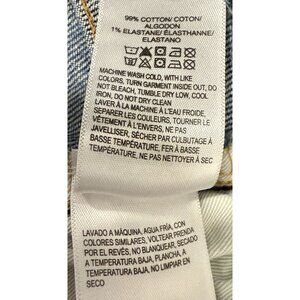 99% COTTON/ COTON/
ALGODON
1% ELASTANE/ ÉLASTHANNE/
ELASTANO
MACHINE WASH COLD, WITH LIKE
COLORS, TURN GARMENT INSIDE OUT, DO
NOT BLEACH, TUMBLE DRY LOW, COOL
IRON, DO NOT DRY CLEAN
LAVER À LA MACHINE À L'EAU FROIDE,
SEPARER LES COULEURS, TOURNER LE
VÊTEMENT À L'ENVERS, NE PAS
JAVELLISER, SÉCHER PAR CULBUTAGE À
BASSE TEMPÉRATURE, FER À BASSE
TEMPÉRATURE, NE PAS NETTOYER À SEC
LAVADO A MÁQUINA, AGUA FRÍA, CON
COLORES SIMILARES, VOLTEAR PRENDA
POR EL REVÉS, NO BLANQUEAR, SECADO
A TEMPERATURA BAJA, PLANCHA, A
TEMPERATURA BAJA, NO LIMPIAR EN
SECO